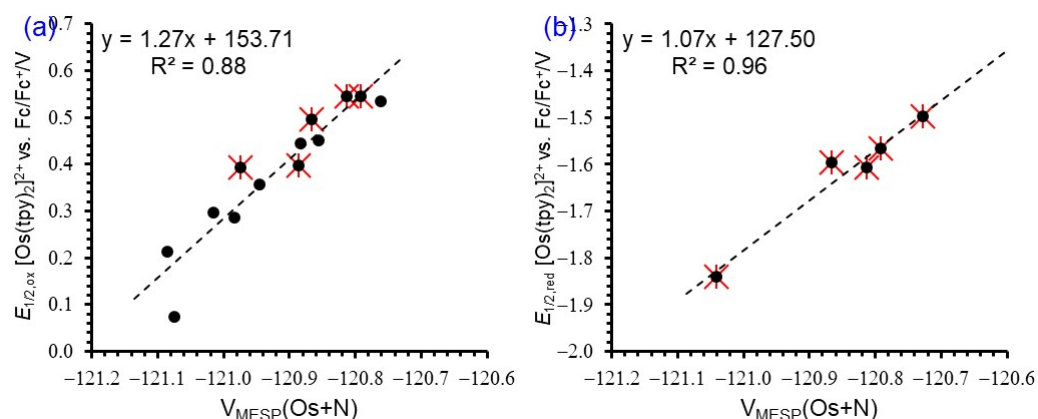 (a)
y = 1.27x + 153.71
R² = 0.88
E1/2,ox [Os(tpy)2]2+ vs. Fc/Fc+/V
0.7
0.6
0.5
0.4
0.3
0.2
0.1
0.0
−121.2 −121.1 −121.0 −120.9 −120.8 −120.7 −120.6
VMESP(Os+N)
(b)
y = 1.07x + 127.50
R² = 0.96
E1/2,red [Os(tpy)2]2+ vs. Fc/Fc+/V
−1.3
−1.4
−1.5
−1.6
−1.7
−1.8
−1.9
−2.0
−121.2 −121.1 −121.0 −120.9 −120.8 −120.7 −120.6
VMESP(Os+N)